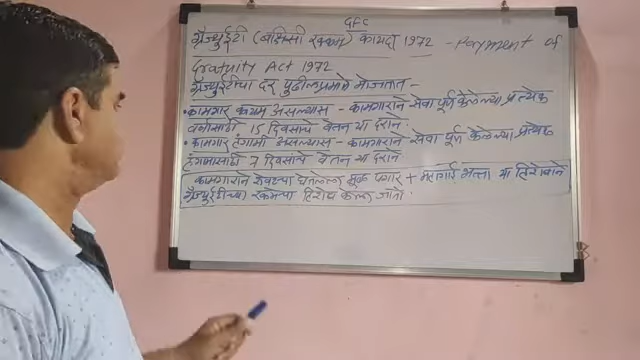 GFC
ग्रॅज्युईटी (बक्षिसी रक्कम) कायदा 1972 - Payment of
Gratuity Act 1972
ग्रॅज्युईटीचा दर पुढीलप्रमाणे मोजतात -
• कामगार कायम असल्यास - कामगाराने सेवा पूर्ण केलेल्या प्रत्येक
वर्षासाठी 15 दिवसाचे वेतन या दराने.
• कामगार हंगामी असल्यास - कामगाराने सेवा पूर्ण केलेल्या प्रत्येक
हंगामासाठी 7 दिवसाचे वेतन या दराने
कामगाराने शेवटचा घेतलेला मूळ पगार + महागाई भत्ता या हिशेबाने
ग्रॅज्युईटीच्या रकमेचा हिशेब केला जातो.